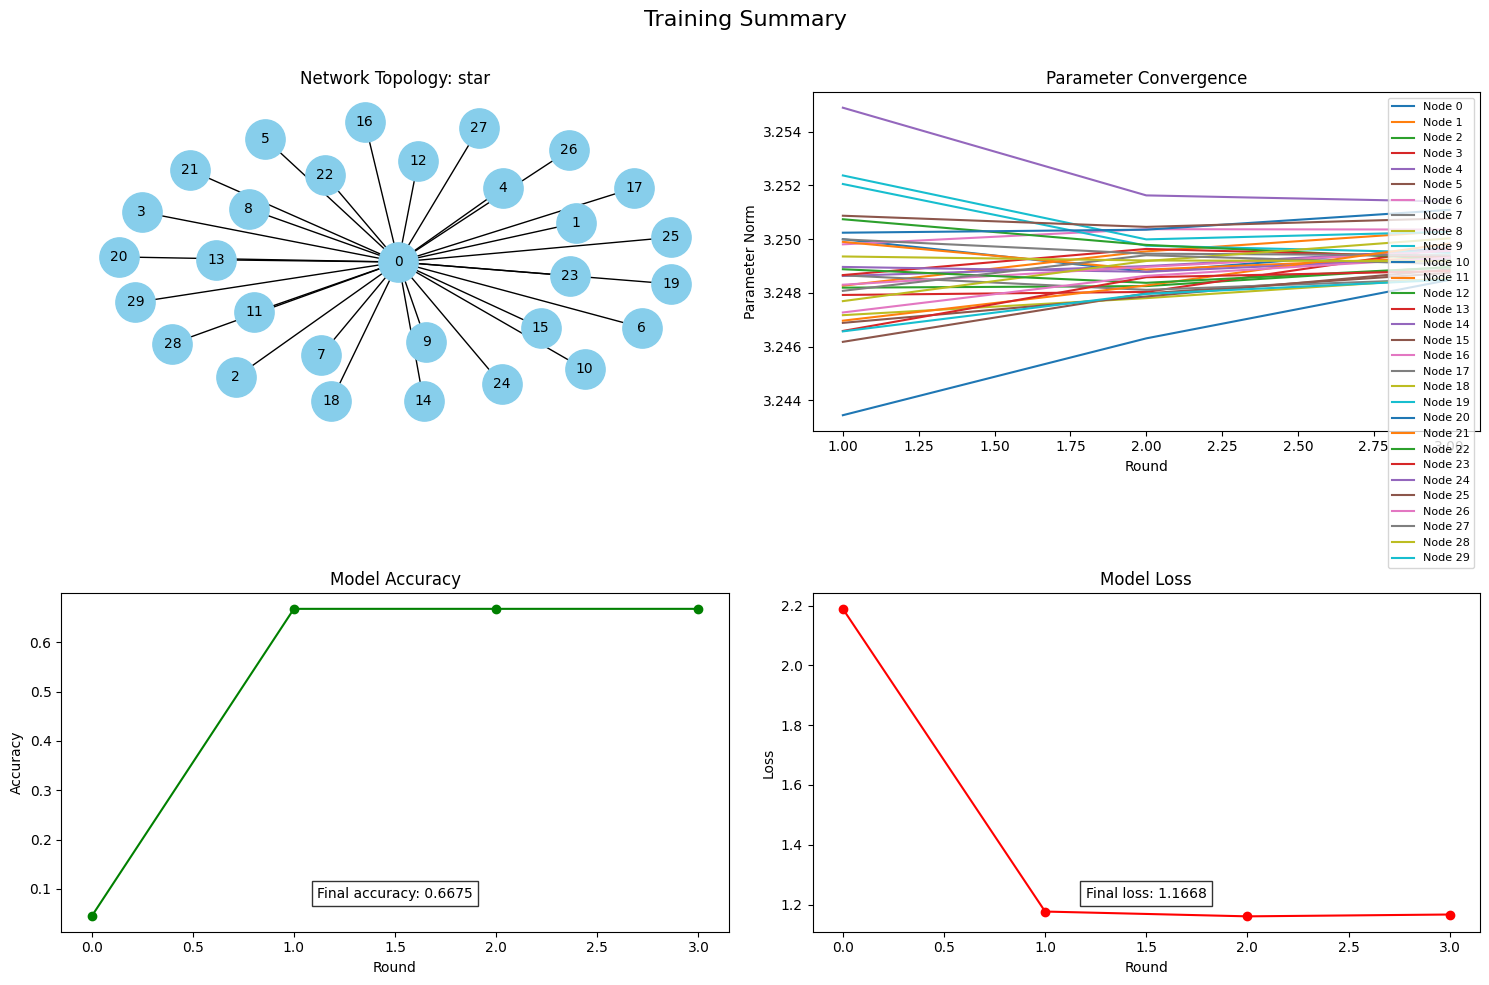 Training Summary
Network Topology: star
16
27
5
26
12
21
22
4
17
3
8
1
25
20
13
0
23
19
29
11
6
15
28
9
7
10
2
24
18
14
Parameter Convergence
Parameter Norm
3.254
3.252
3.250
3.248
3.246
3.244
1.00
1.25
1.50
1.75
2.00
2.25
2.50
2.75
3.00
Round
Node 0
Node 1
Node 2
Node 3
Node 4
Node 5
Node 6
Node 7
Node 8
Node 9
Node 10
Node 11
Node 12
Node 13
Node 14
Node 15
Node 16
Node 17
Node 18
Node 19
Node 20
Node 21
Node 22
Node 23
Node 24
Node 25
Node 26
Node 27
Node 28
Node 29
Model Accuracy
Accuracy
0.6
0.5
0.4
0.3
0.2
0.1
Final accuracy: 0.6675
0.0
0.5
1.0
1.5
2.0
2.5
3.0
Round
Model Loss
Loss
2.2
2.0
1.8
1.6
1.4
1.2
Final loss: 1.1668
0.0
0.5
1.0
1.5
2.0
2.5
3.0
Round